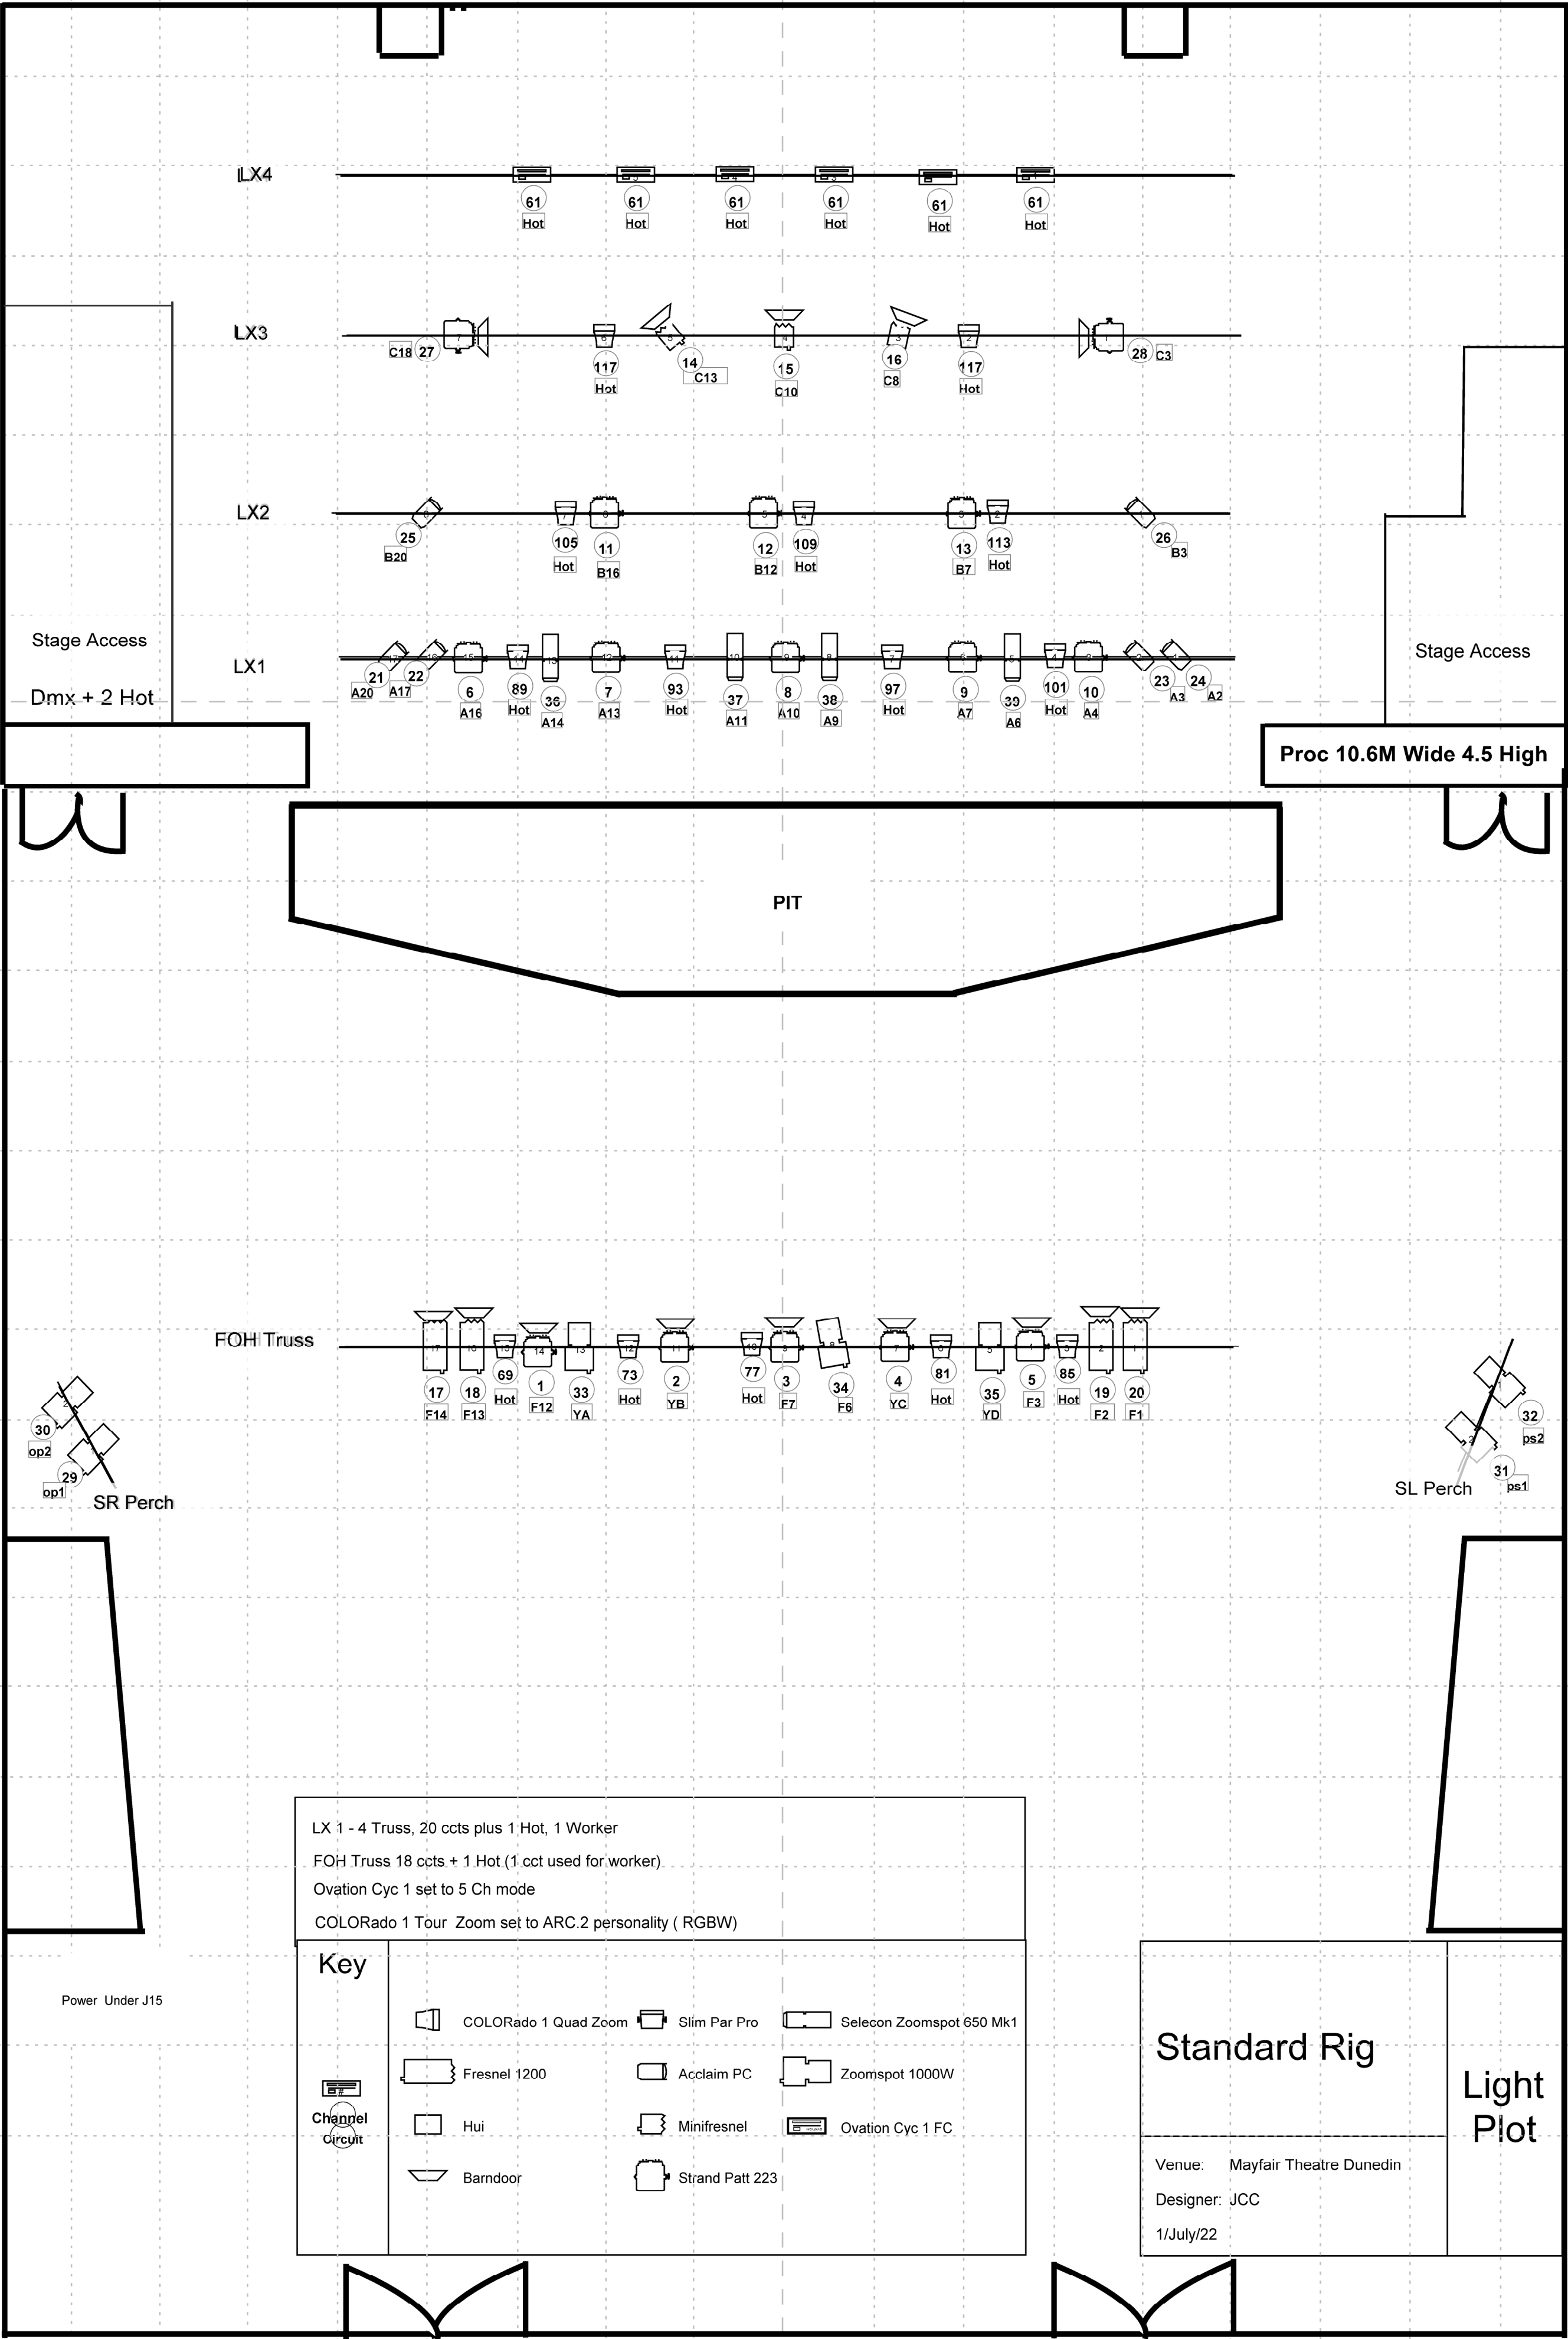 LX4
61 61 61 61 61 61
Hot Hot Hot Hot Hot Hot
LX3
C18 27 117 14 15 16 117 28 C3
Hot C13 C10 C8 Hot
LX2
25 105 11 12 109 13 113 26
B20 Hot B16 B12 Hot B7 Hot B3
Stage Access
LX1
Stage Access
Dmx + 2 Hot
21 22 6 89 36 7 93 37 8 38 97 9 39 101 10 23 24
A20 A17 A16 Hot A14 A13 Hot A11 A10 A9 Hot A7 A6 Hot A4 A3 A2
Proc 10.6M Wide 4.5 High
PIT
FOH Truss
17 18 69 1 33 73 2 77 3 34 4 81 35 5 85 19 20
F14 F13 Hot F12 YA Hot YB Hot F7 F6 YC Hot YD F3 Hot F2 F1
30
op2
29
op1
SR Perch
32
ps2
31
ps1
SL Perch
LX 1 - 4 Truss, 20 ccts plus 1 Hot, 1 Worker
FOH Truss 18 ccts + 1 Hot (1 cct used for worker)
Ovation Cyc 1 set to 5 Ch mode
COLORado 1 Tour  Zoom set to ARC.2 personality ( RGBW)
Key
Channel
Circuit
COLORado 1 Quad Zoom
Slim Par Pro
Selecon Zoomspot 650 Mk1
Fresnel 1200
Acclaim PC
Zoomspot 1000W
Hui
Minifresnel
Ovation Cyc 1 FC
Barndoor
Strand Patt 223
Power  Under J15
Standard Rig
Light
Plot
Venue: Mayfair Theatre Dunedin
Designer: JCC
1/July/22